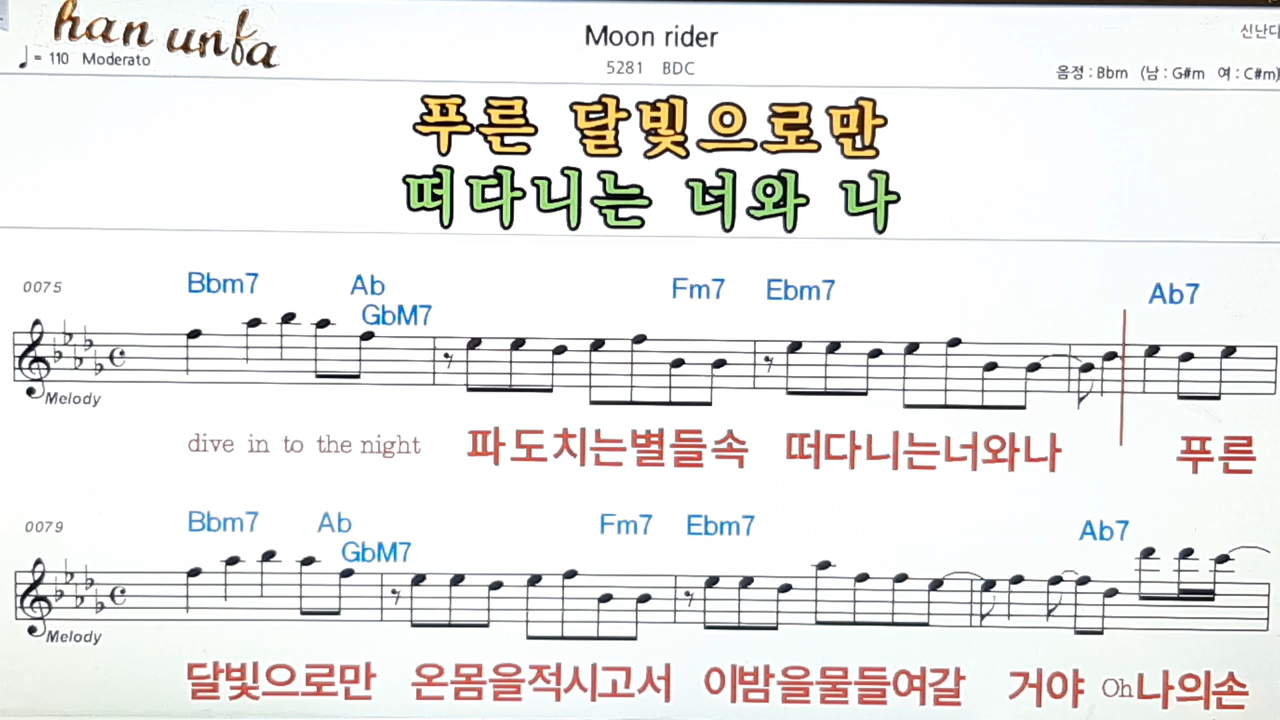 han unfa
♩= 110 Moderato
Moon rider
5281 BDC
신난다
음정 : Bbm (남 : G#m 여 : C#m)
푸른 달빛으로만
떠다니는 너와 나
0075
Bbm7 Ab GbM7 Fm7 Ebm7 Ab7
Melody
dive in to the night 파도치는별들속 떠다니는너와나 푸른
0079
Bbm7 Ab GbM7 Fm7 Ebm7 Ab7
Melody
달빛으로만 온몸을적시고서 이밤을물들여갈 거야 Oh나의손